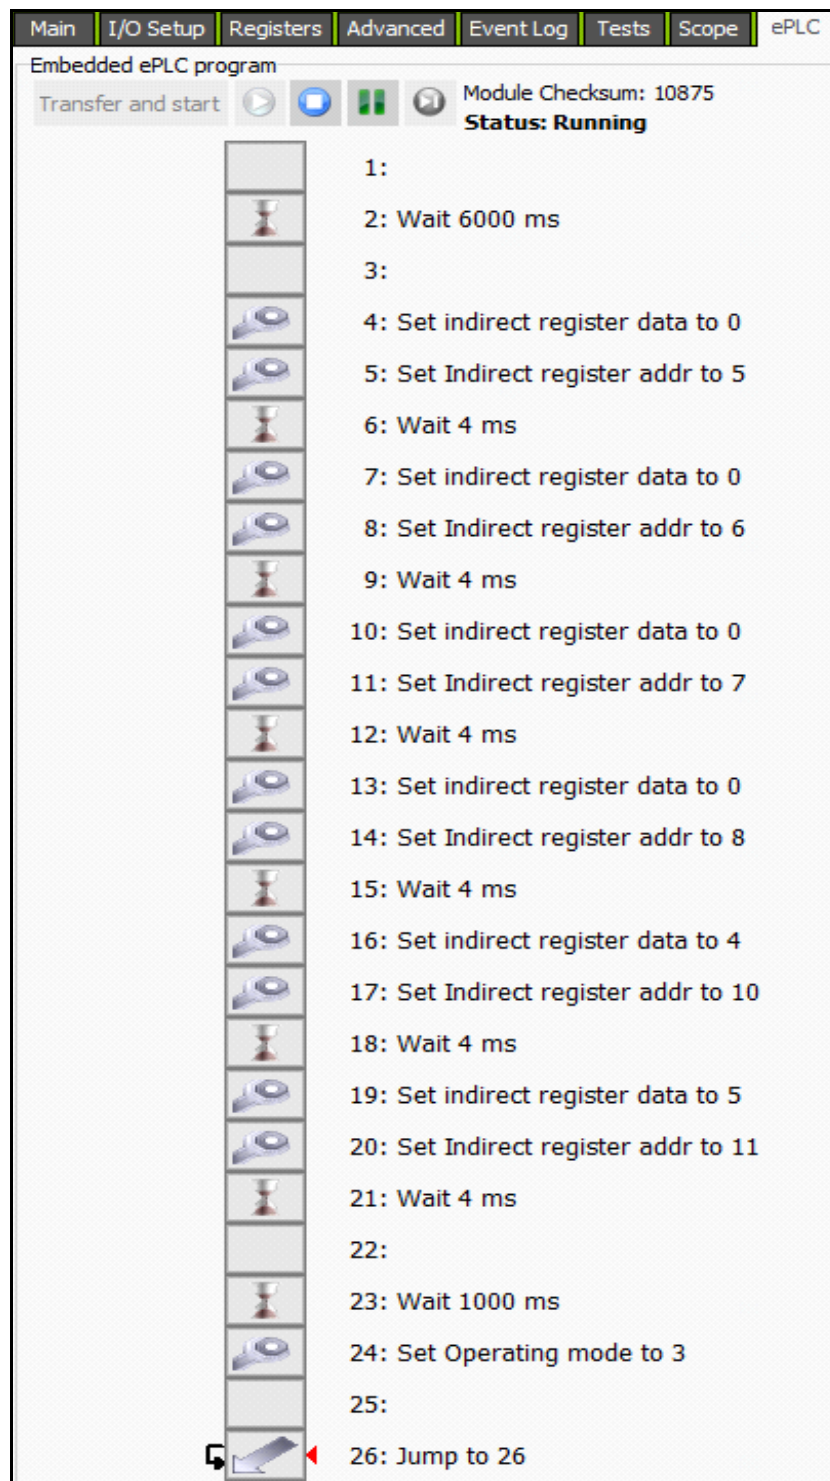 Main I/O Setup Registers Advanced Event Log Tests Scope ePLC
Embedded ePLC program
Transfer and start Module Checksum: 10875
Status: Running
1:
2: Wait 6000 ms
3:
4: Set indirect register data to 0
5: Set Indirect register addr to 5
6: Wait 4 ms
7: Set indirect register data to 0
8: Set Indirect register addr to 6
9: Wait 4 ms
10: Set indirect register data to 0
11: Set Indirect register addr to 7
12: Wait 4 ms
13: Set indirect register data to 0
14: Set Indirect register addr to 8
15: Wait 4 ms
16: Set indirect register data to 4
17: Set Indirect register addr to 10
18: Wait 4 ms
19: Set indirect register data to 5
20: Set Indirect register addr to 11
21: Wait 4 ms
22:
23: Wait 1000 ms
24: Set Operating mode to 3
25:
26: Jump to 26